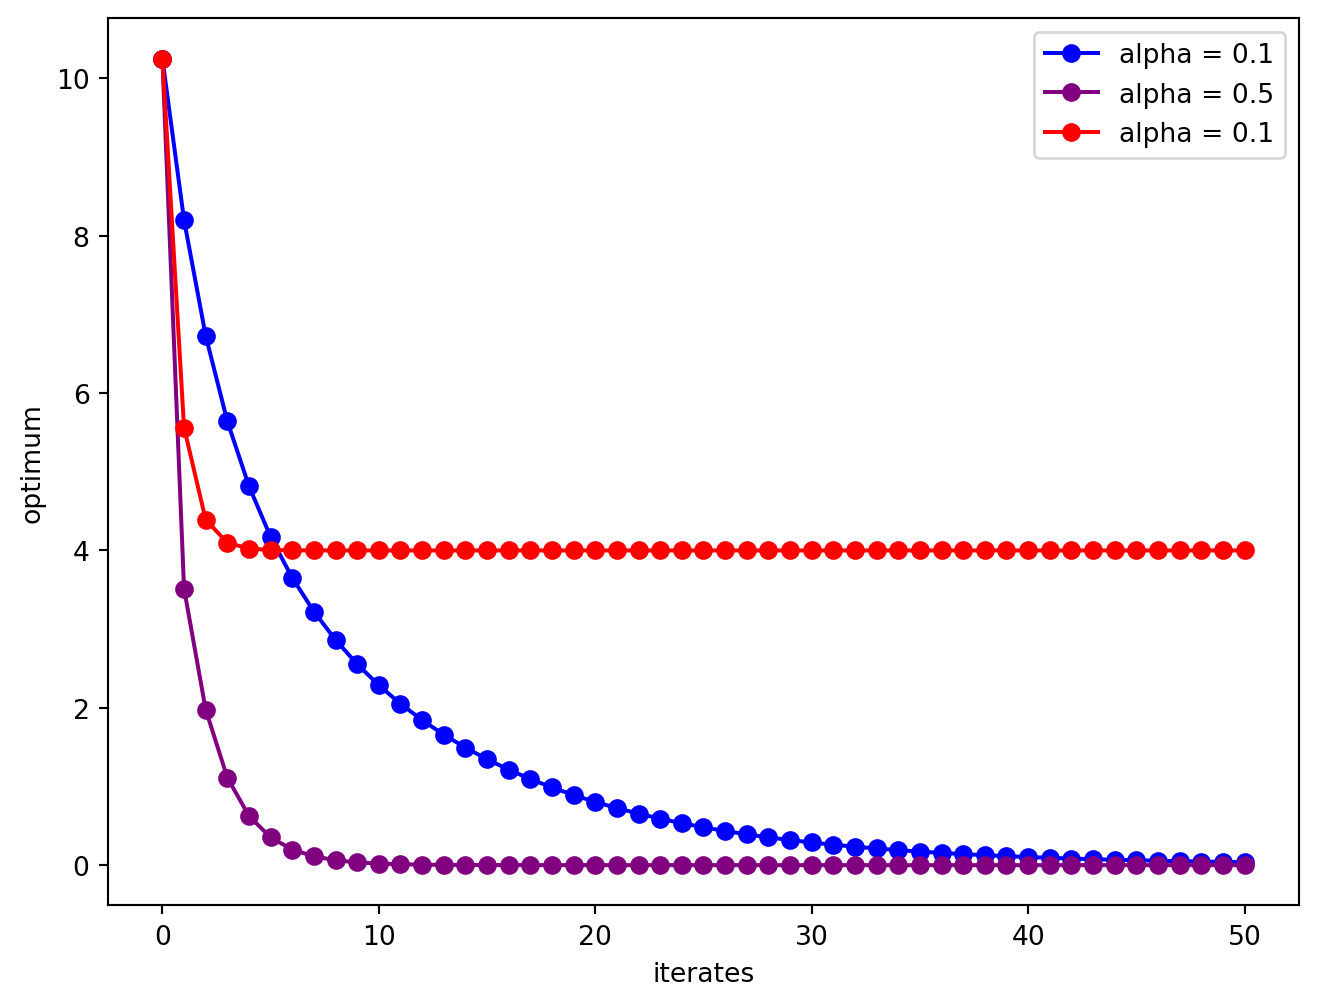 alpha = 0.1
alpha = 0.5
alpha = 0.1
10
8
6
4
2
0
optimum
0 10 20 30 40 50
iterates